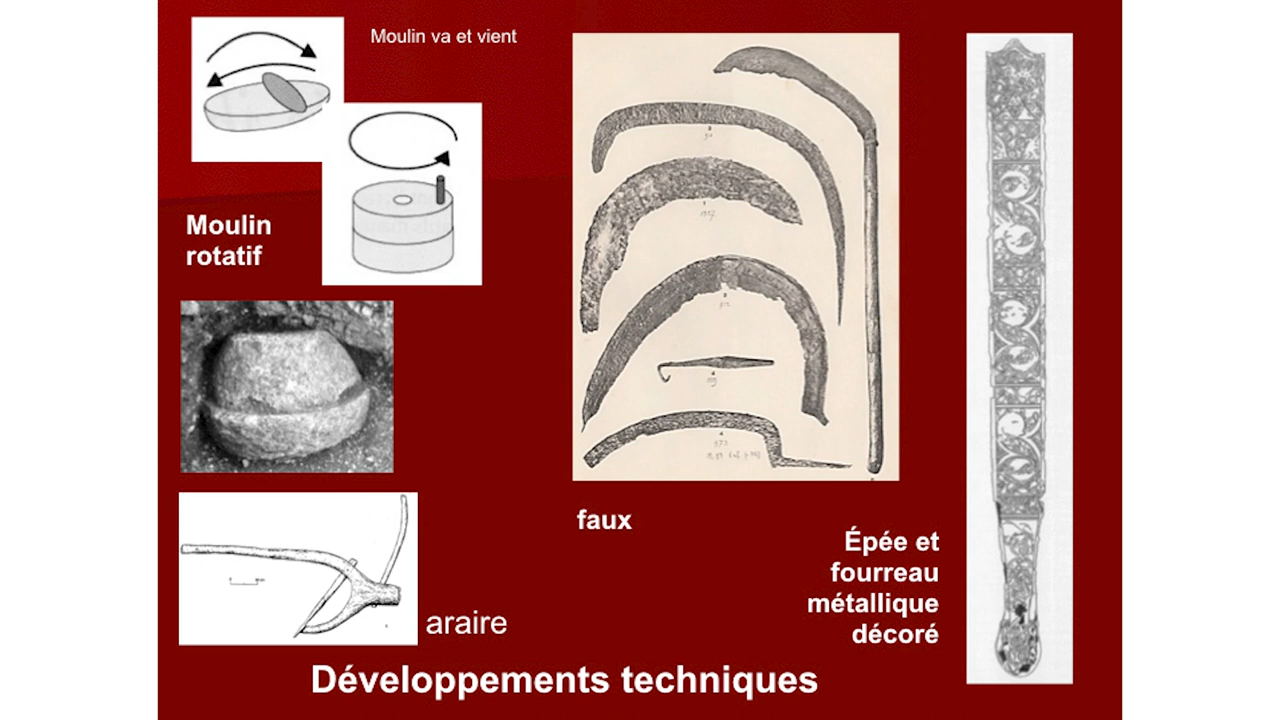 Moulin va et vient
Moulin
rotatif
faux
Épée et
fourreau
métallique
décoré
araire
Développements techniques